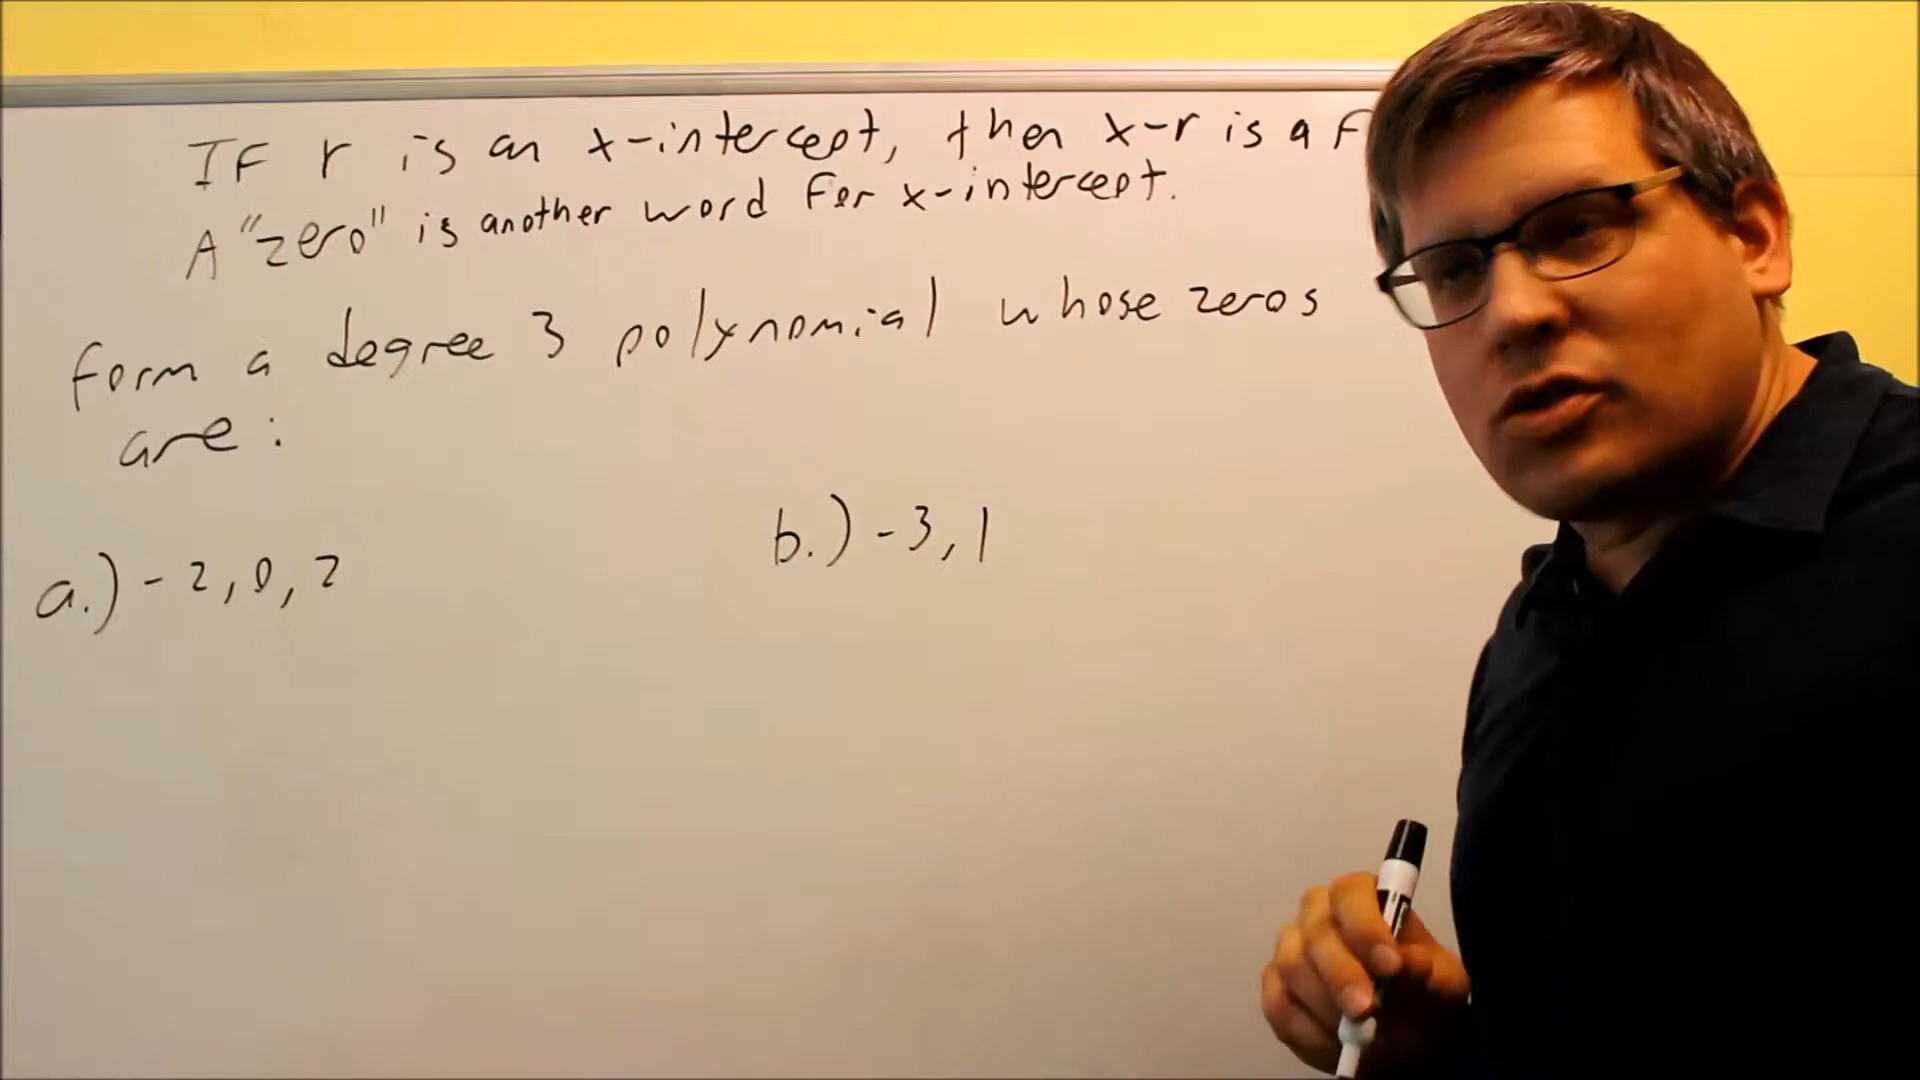 IF r is an x-intercept, then x-r is a F
A "zero" is another word for x-intercept.
form a degree 3 polynomial whose zeros
are:
a.) -2, 0, 2
b.) -3, 1